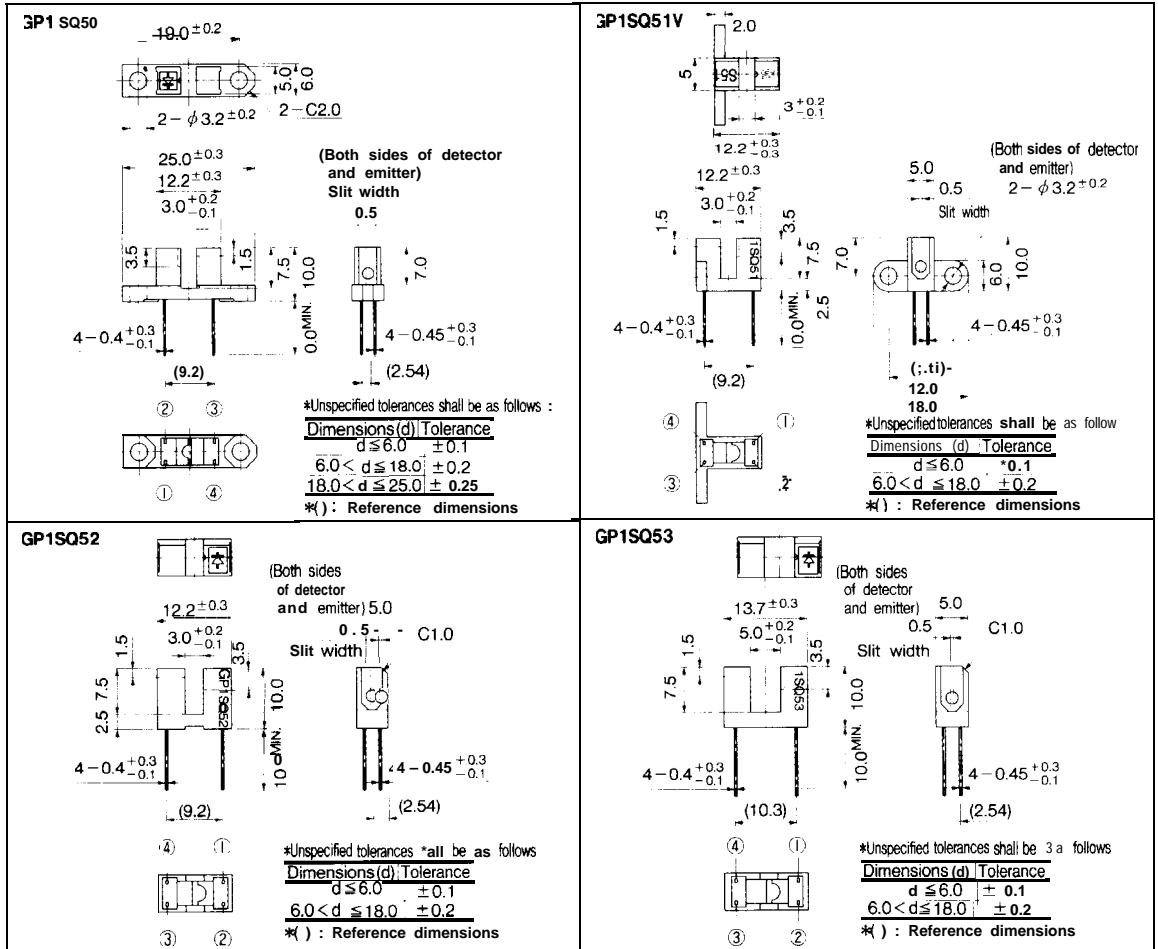 GP1 SQ50
19.0±0.2
5.0
6.0
2-ϕ3.2±0.2
2-C2.0
25.0±0.3
12.2±0.3
3.0+0.2−0.1
(Both sides of detector
and emitter)
Slit width
0.5
3.5
1.5
7.5
10.0
7.0
0.0MIN.
4-0.4+0.3−0.1
4-0.45+0.3−0.1
(9.2)
(2.54)
② ③
① ④
*Unspecified tolerances shall be as follows :
Dimensions(d) Tolerance
d≦6.0 ±0.1
6.0< d ≦18.0 ±0.2
18.0<d ≦25.0 ± 0.25
*( ) : Reference dimensions
GP1SQ51V
2.0
5
S51
3+0.2−0.1
12.2+0.3−0.3
12.2±0.3
3.0+0.2−0.1
(Both sides of detector
and emitter)
5.0
2-ϕ3.2±0.2
0.5
Slit width
1.5
3.5
1SQ51
7.5
7.0
6.0
10.0
10.0MIN.
2.5
4-0.4+0.3−0.1
4-0.45+0.3−0.1
(9.2)
12.0
18.0
④ ①
③
*Unspecified tolerances shall be as follow
Dimensions (d) Tolerance
d≤6.0 *0.1
6.0<d ≦18.0 ±0.2
*( ) : Reference dimensions
GP1SQ52
(Both sides
of detector
and emitter) 5.0
12.2±0.3
0.5- -
3.0+0.2−0.1
C1.0
Slit width
1.5
3.5
7.5
2.5
GP1SQ52
10.0
10.0MIN.
4-0.4+0.3−0.1
4-0.45+0.3−0.1
(9.2)
(2.54)
④ ①
③ ②
*Unspecified tolerances *all be as follows
Dimensions(d) Tolerance
d≦6.0 ±0.1
6.0<d ≦18.0 ±0.2
*( ) : Reference dimensions
GP1SQ53
(Both sides
of detector
and emitter)
13.7±0.3
5.0
5.0+0.2−0.1
0.5
C1.0
Slit width
1.5
3.5
7.5
1SQ53
10.0
10.0MIN.
4-0.4+0.3−0.1
4-0.45+0.3−0.1
(10.3)
(2.54)
④ ①
③ ②
*Unspecified tolerances shall be 3a follows
Dimensions (d) Tolerance
d ≦6.0 ± 0.1
6.0<d≦18.0 ± 0.2
*( ) : Reference dimensions